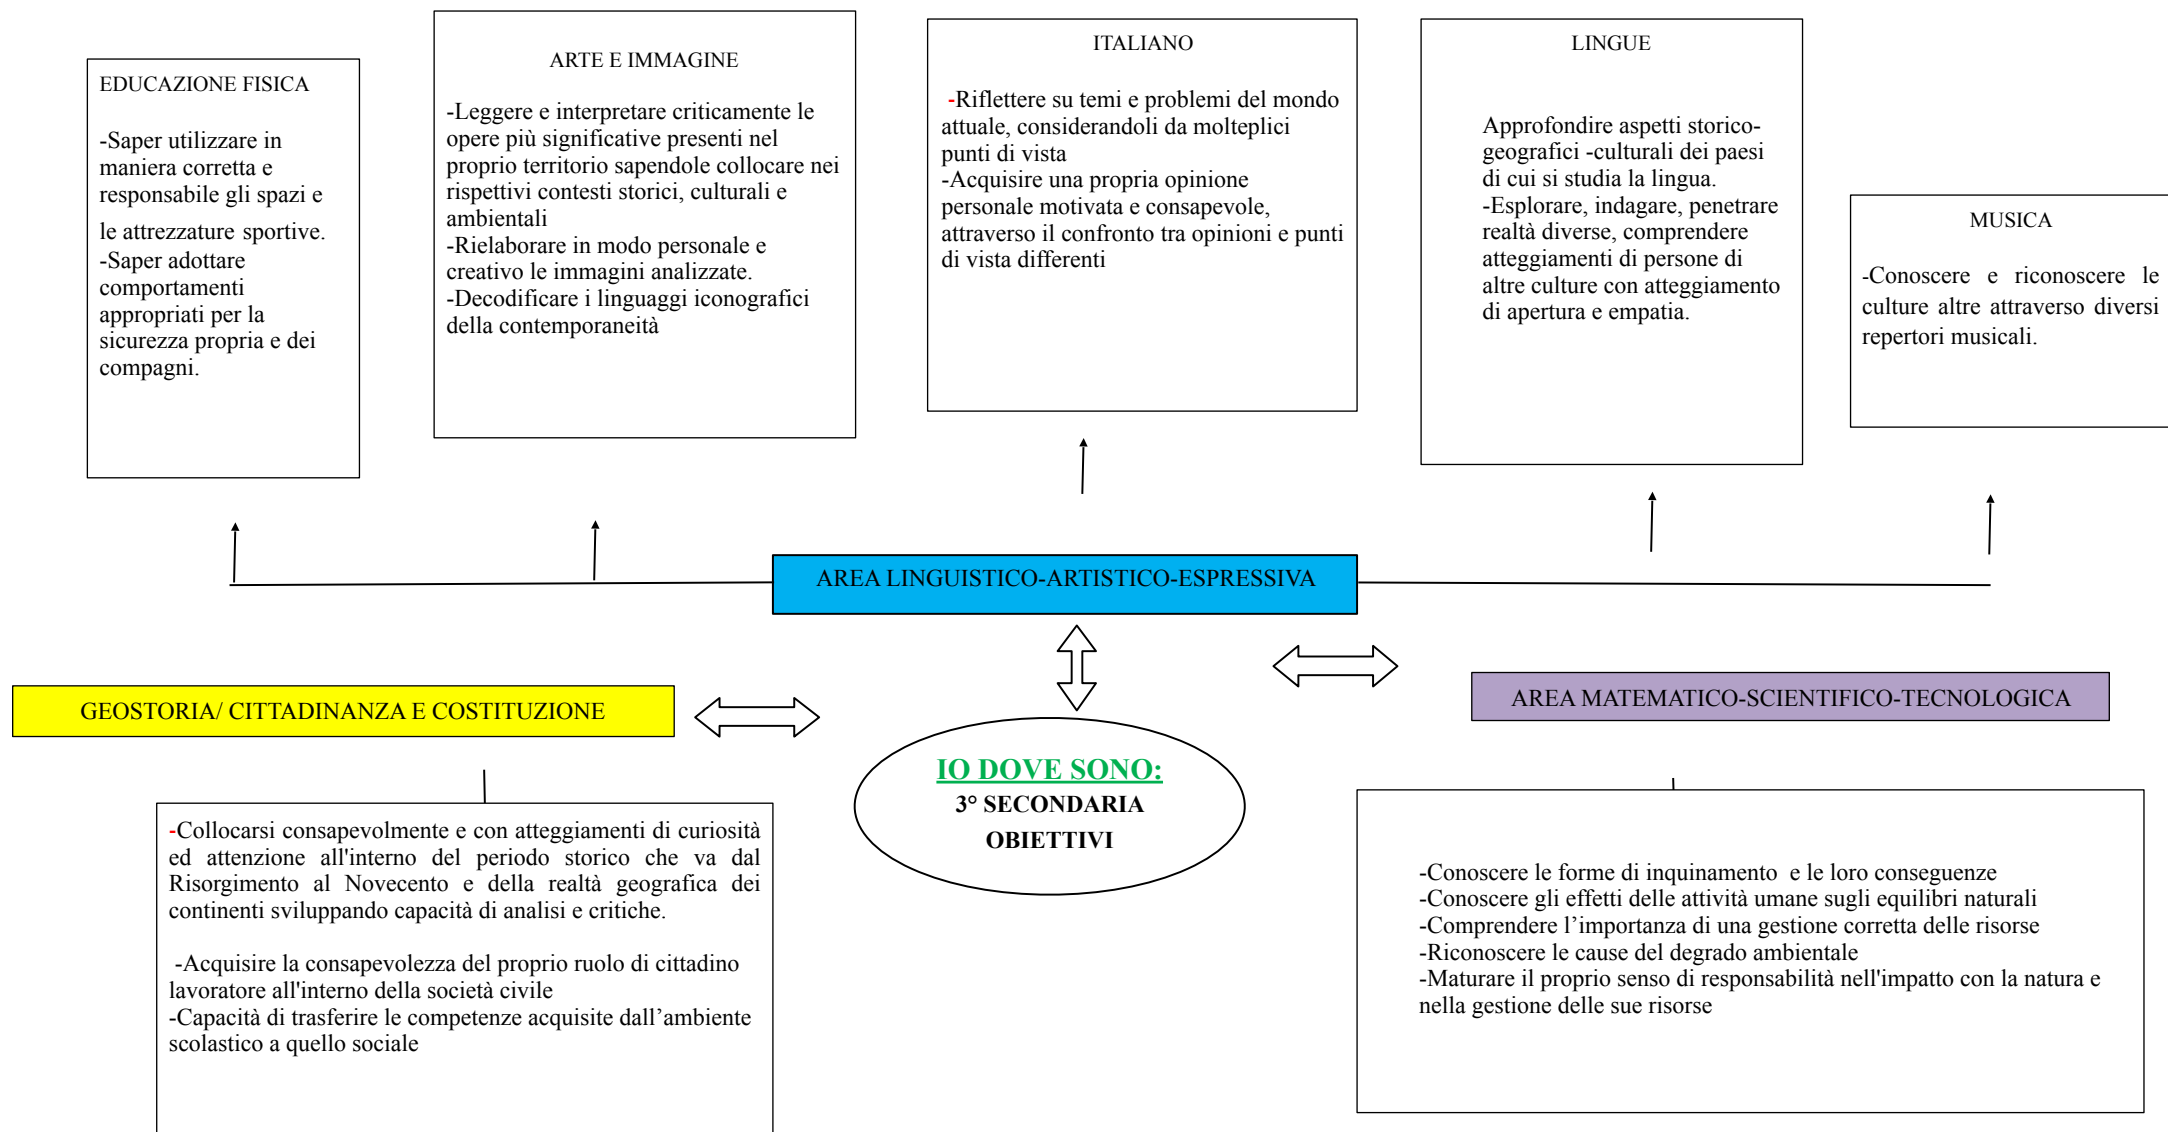 EDUCAZIONE FISICA
-Saper utilizzare in
maniera corretta e
responsabile gli spazi e
le attrezzature sportive.
-Saper adottare
comportamenti
appropriati per la
sicurezza propria e dei
compagni.
ARTE E IMMAGINE
-Leggere e interpretare criticamente le
opere più significative presenti nel
proprio territorio sapendole collocare nei
rispettivi contesti storici, culturali e
ambientali
-Rielaborare in modo personale e
creativo le immagini analizzate.
-Decodificare i linguaggi iconografici
della contemporaneità
ITALIANO
-Riflettere su temi e problemi del mondo
attuale, considerandoli da molteplici
punti di vista
-Acquisire una propria opinione
personale motivata e consapevole,
attraverso il confronto tra opinioni e punti
di vista differenti
LINGUE
Approfondire aspetti storico-
geografici -culturali dei paesi
di cui si studia la lingua.
-Esplorare, indagare, penetrare
realtà diverse, comprendere
atteggiamenti di persone di
altre culture con atteggiamento
di apertura e empatia.
MUSICA
-Conoscere e riconoscere le
culture altre attraverso diversi
repertori musicali.
AREA LINGUISTICO-ARTISTICO-ESPRESSIVA
GEOSTORIA/ CITTADINANZA E COSTITUZIONE
AREA MATEMATICO-SCIENTIFICO-TECNOLOGICA
IO DOVE SONO:
3° SECONDARIA
OBIETTIVI
-Collocarsi consapevolmente e con atteggiamenti di curiosità
ed attenzione all'interno del periodo storico che va dal
Risorgimento al Novecento e della realtà geografica dei
continenti sviluppando capacità di analisi e critiche.
-Acquisire la consapevolezza del proprio ruolo di cittadino
lavoratore all'interno della società civile
-Capacità di trasferire le competenze acquisite dall’ambiente
scolastico a quello sociale
-Conoscere le forme di inquinamento e le loro conseguenze
-Conoscere gli effetti delle attività umane sugli equilibri naturali
-Comprendere l’importanza di una gestione corretta delle risorse
-Riconoscere le cause del degrado ambientale
-Maturare il proprio senso di responsabilità nell'impatto con la natura e
nella gestione delle sue risorse